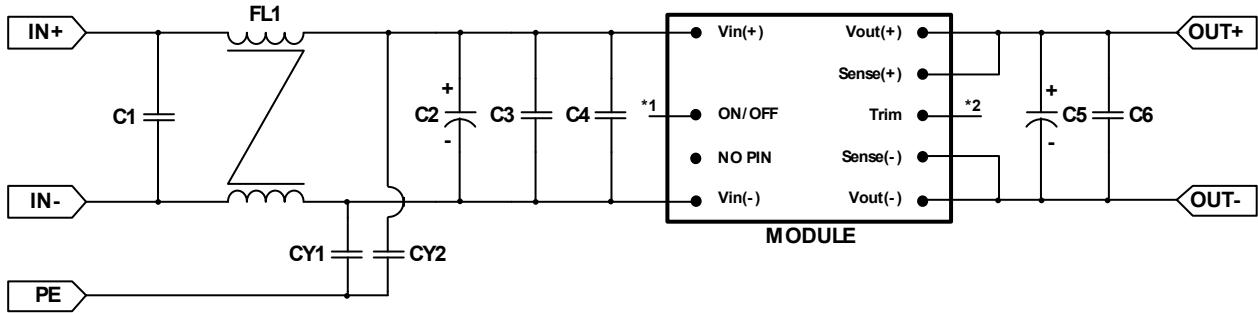 FL1
IN+
Vin(+)
Vout(+)
OUT+
Sense(+)
+
+
C1
C2
C3
C4
*1
ON/OFF
Trim
*2
C5
C6
-
-
NO PIN
Sense(-)
IN-
Vin(-)
Vout(-)
OUT-
MODULE
CY1
CY2
PE